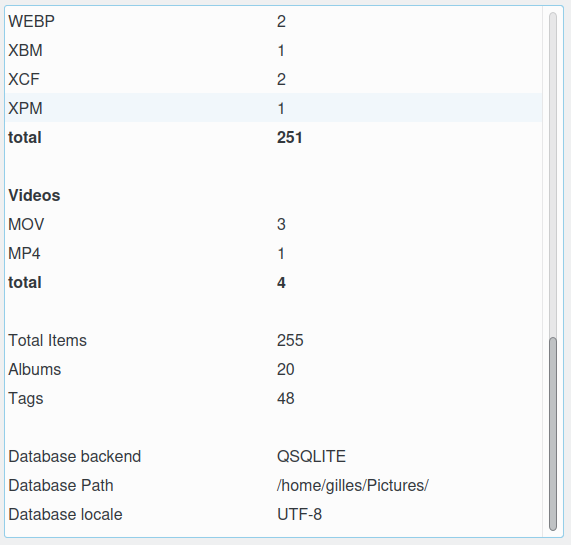 WEBP 2
XBM 1
XCF 2
XPM 1
total 251
Videos
MOV 3
MP4 1
total 4
Total Items 255
Albums 20
Tags 48
Database backend QSQLITE
Database Path /home/gilles/Pictures/
Database locale UTF-8